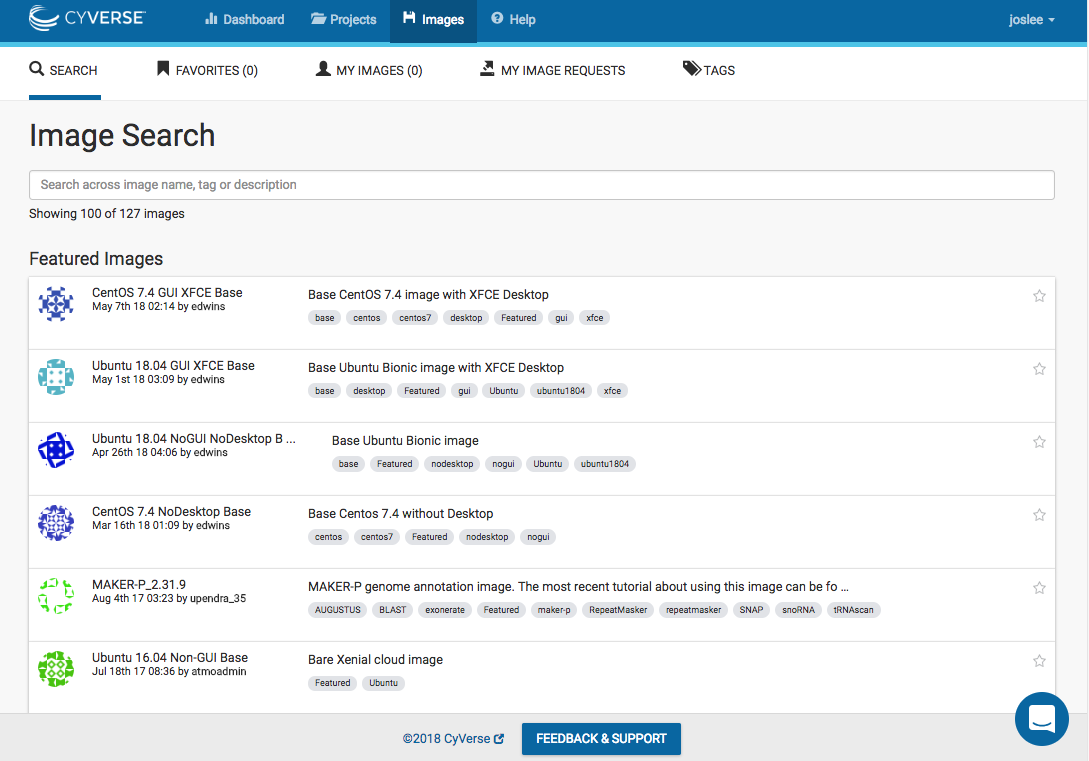 CYVERSE Dashboard Projects Images Help joslee
SEARCH FAVORITES (0) MY IMAGES (0) MY IMAGE REQUESTS TAGS
Image Search
Search across image name, tag or description
Showing 100 of 127 images
Featured Images
CentOS 7.4 GUI XFCE Base
May 7th 18 02:14 by edwins
Base CentOS 7.4 image with XFCE Desktop
base centos centos7 desktop Featured gui xfce
Ubuntu 18.04 GUI XFCE Base
May 1st 18 03:09 by edwins
Base Ubuntu Bionic image with XFCE Desktop
base desktop Featured gui Ubuntu ubuntu1804 xfce
Ubuntu 18.04 NoGUI NoDesktop B ...
Apr 26th 18 04:06 by edwins
Base Ubuntu Bionic image
base Featured nodesktop nogui Ubuntu ubuntu1804
CentOS 7.4 NoDesktop Base
Mar 16th 18 01:09 by edwins
Base Centos 7.4 without Desktop
centos centos7 Featured nodesktop nogui
MAKER-P_2.31.9
Aug 4th 17 03:23 by upendra_35
MAKER-P genome annotation image. The most recent tutorial about using this image can be fo ...
AUGUSTUS BLAST exonerate Featured maker-p RepeatMasker repeatmasker SNAP snoRNA tRNAscan
Ubuntu 16.04 Non-GUI Base
Jul 18th 17 08:36 by atmoadmin
Bare Xenial cloud image
Featured Ubuntu
©2018 CyVerse FEEDBACK & SUPPORT